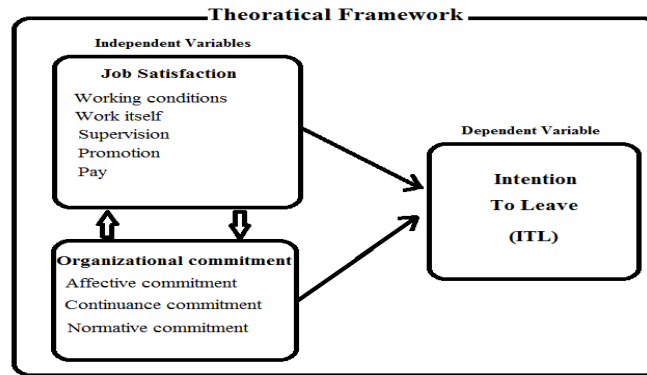 Theoratical Framework
Independent Variables
Job Satisfaction
Working conditions
Work itself
Supervision
Promotion
Pay
Organizational commitment
Affective commitment
Continuance commitment
Normative commitment
Dependent Variable
Intention
To Leave
(ITL)